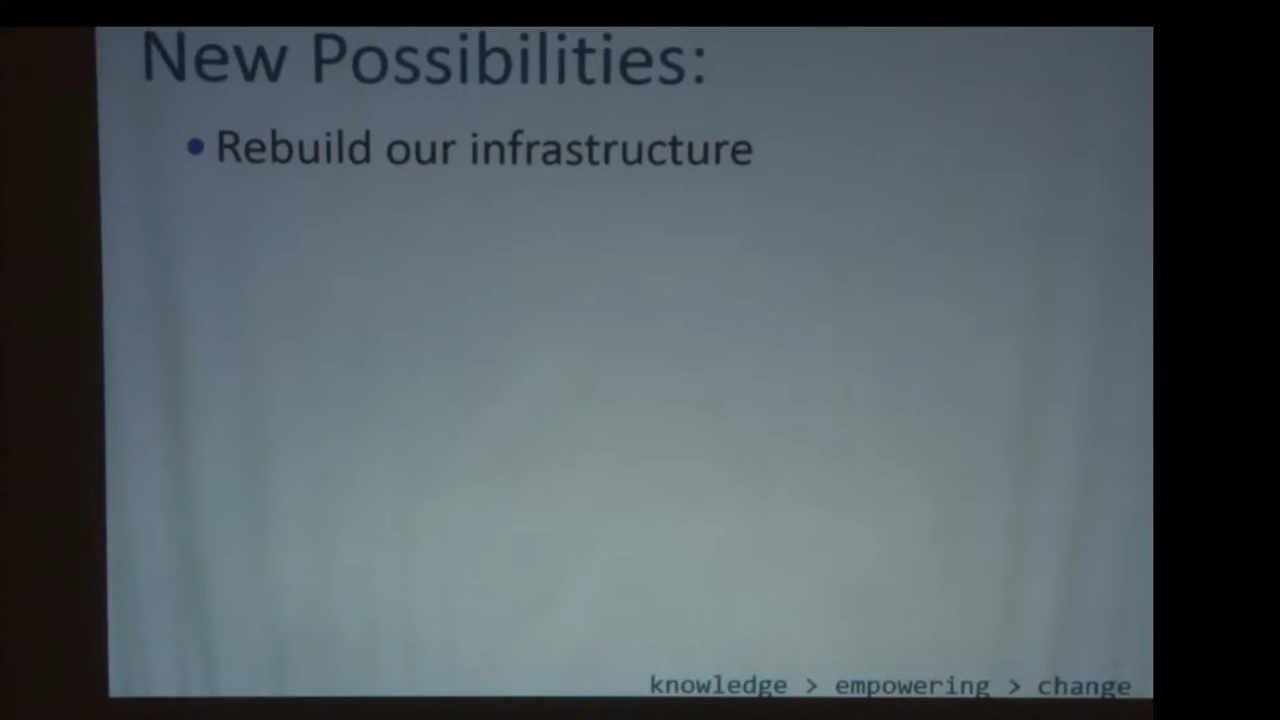 New Possibilities:
• Rebuild our infrastructure
knowledge > empowering > change